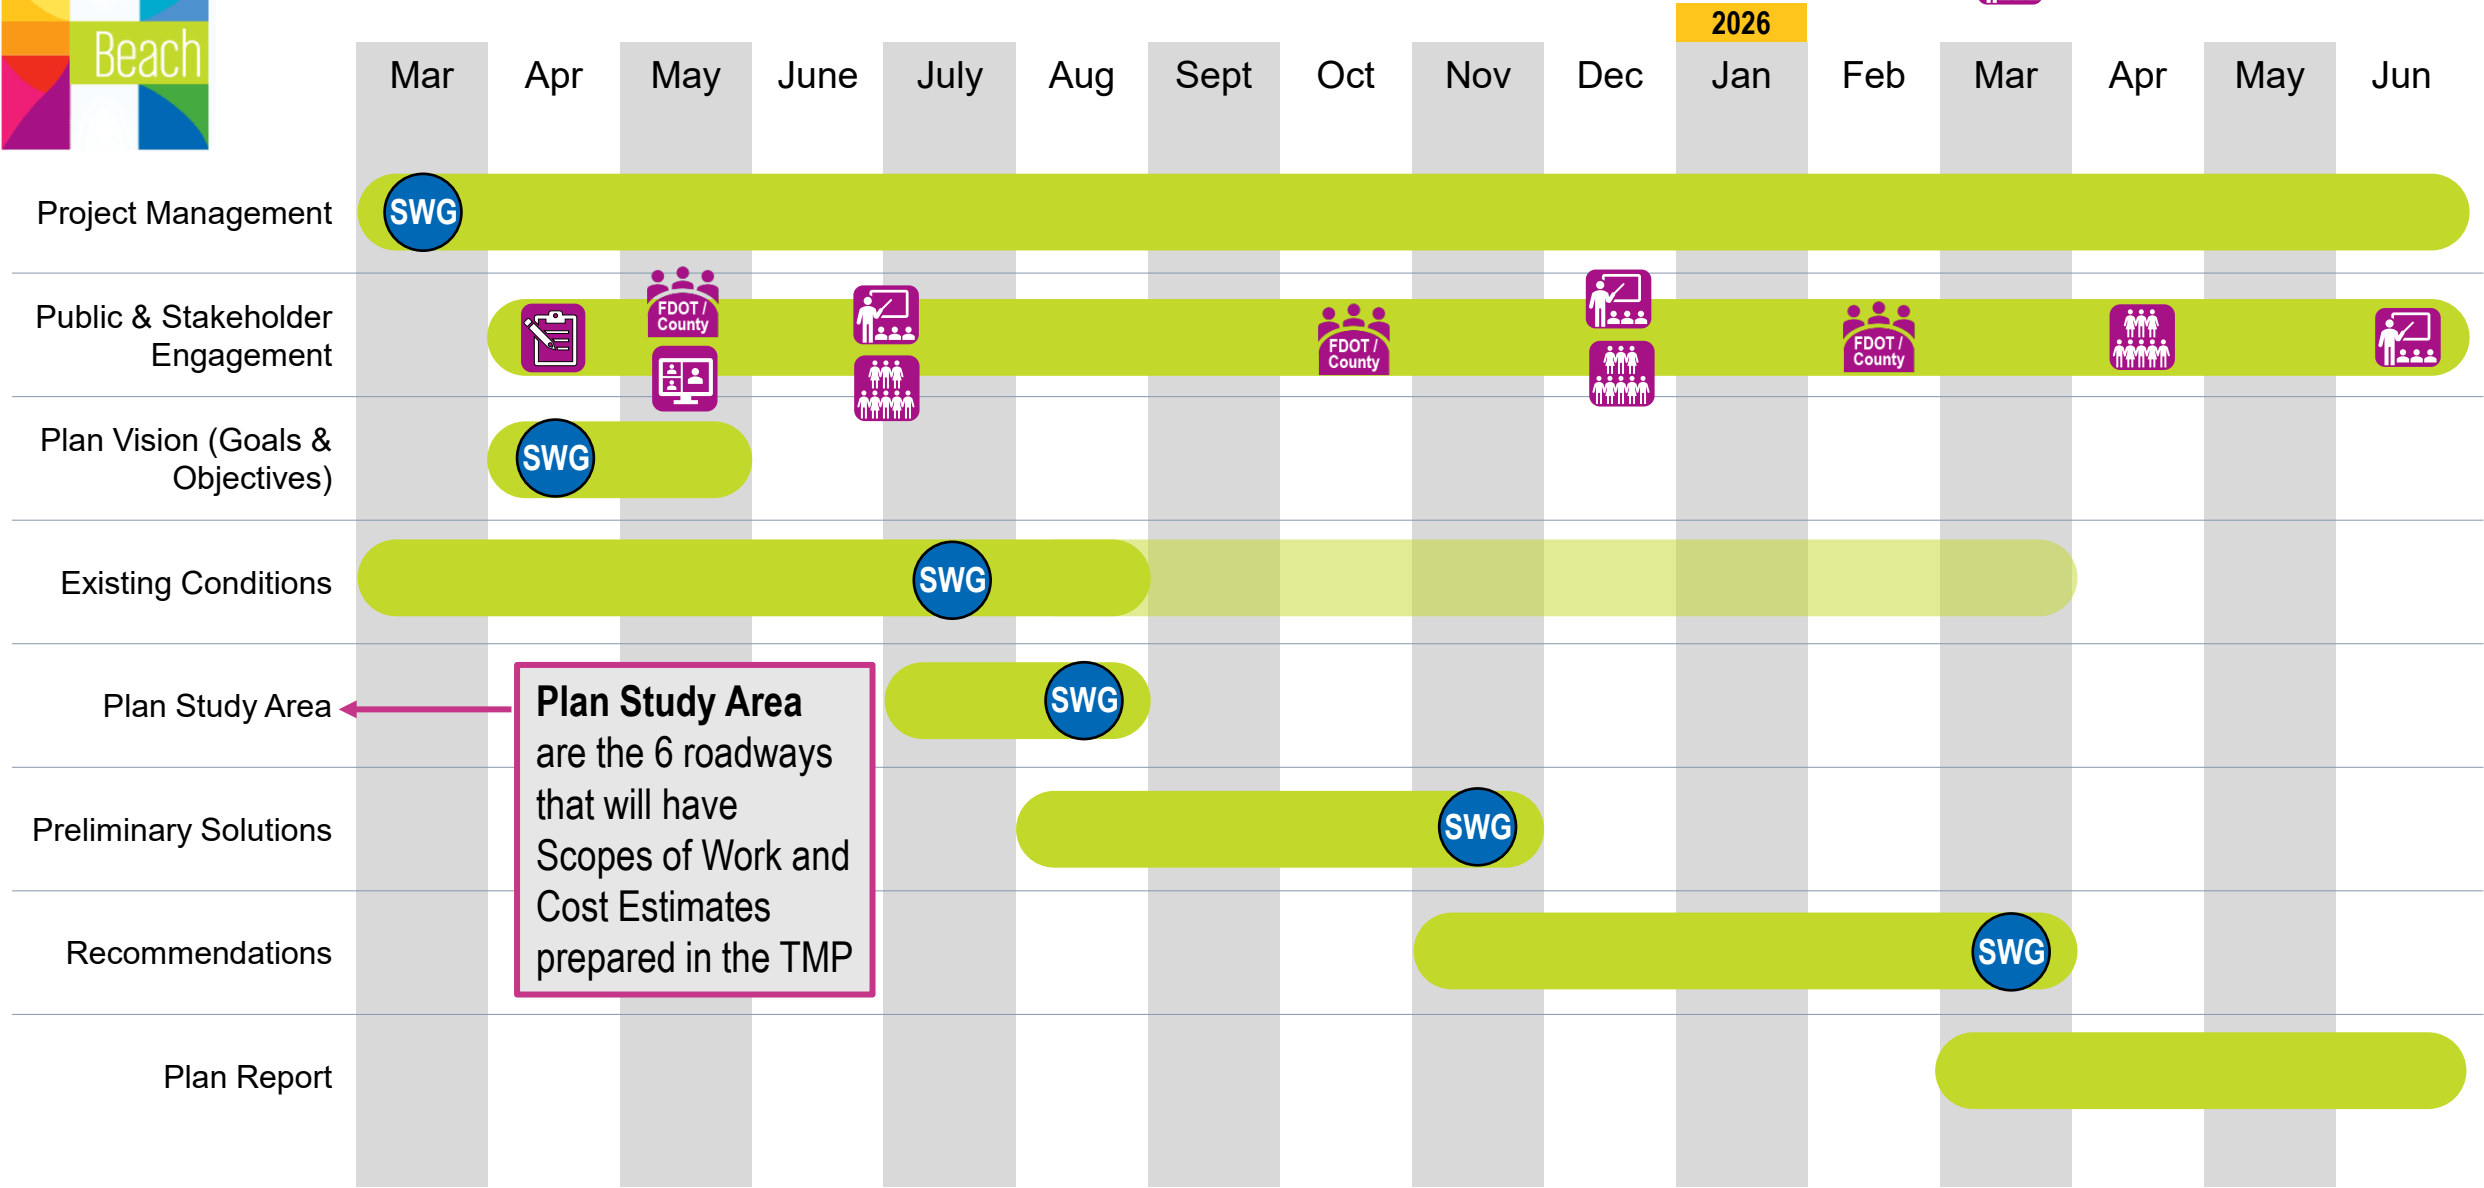 Beach
2026
Mar Apr May June July Aug Sept Oct Nov Dec Jan Feb Mar Apr May Jun
Project Management
SWG
Public & Stakeholder
Engagement
FDOT /
County
FDOT /
County
FDOT /
County
Plan Vision (Goals &
Objectives)
SWG
Existing Conditions
SWG
Plan Study Area
Plan Study Area
are the 6 roadways
that will have
Scopes of Work and
Cost Estimates
prepared in the TMP
SWG
Preliminary Solutions
SWG
Recommendations
SWG
Plan Report